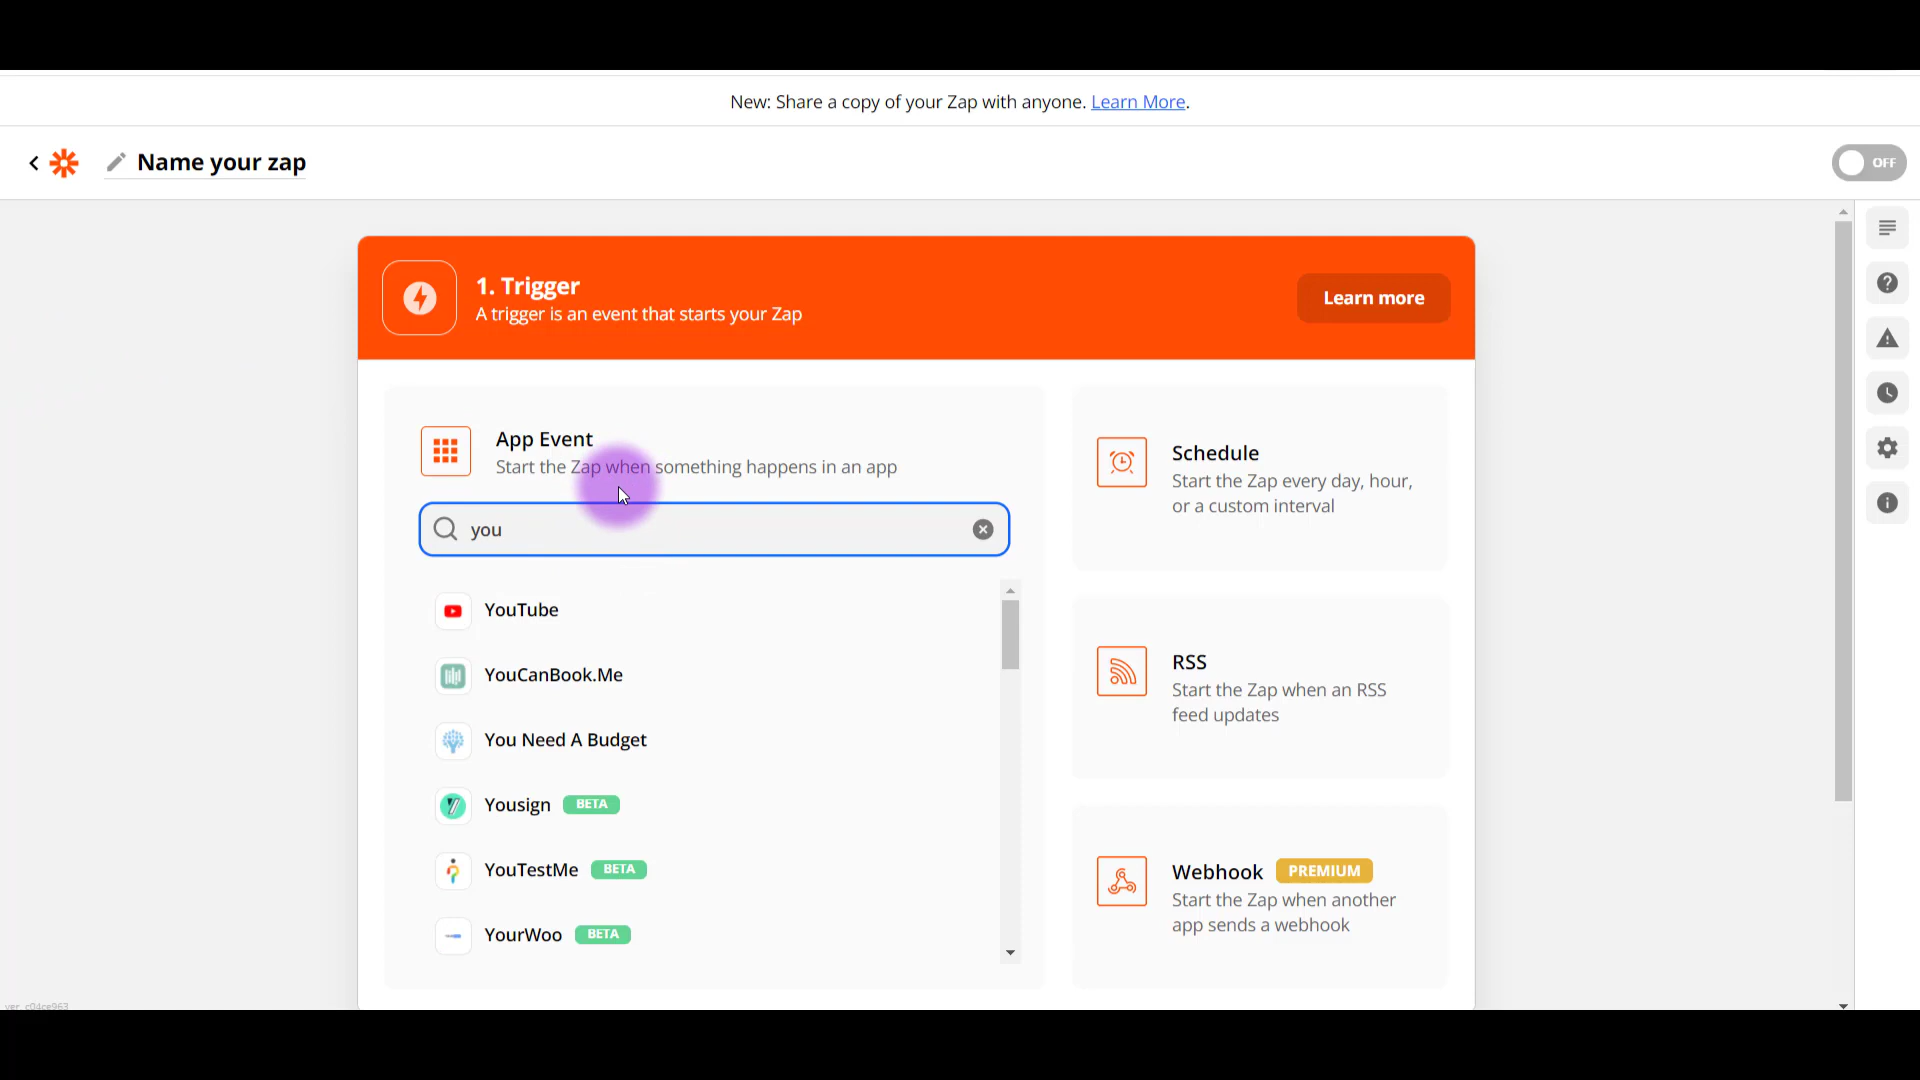 New: Share a copy of your Zap with anyone. Learn More.
Name your zap
OFF
1. Trigger
A trigger is an event that starts your Zap
Learn more
App Event
Start the Zap when something happens in an app
you
YouTube
YouCanBook.Me
You Need A Budget
Yousign BETA
YouTestMe BETA
YourWoo BETA
Schedule
Start the Zap every day, hour,
or a custom interval
RSS
Start the Zap when an RSS
feed updates
Webhook PREMIUM
Start the Zap when another
app sends a webhook
ver. c04ce963